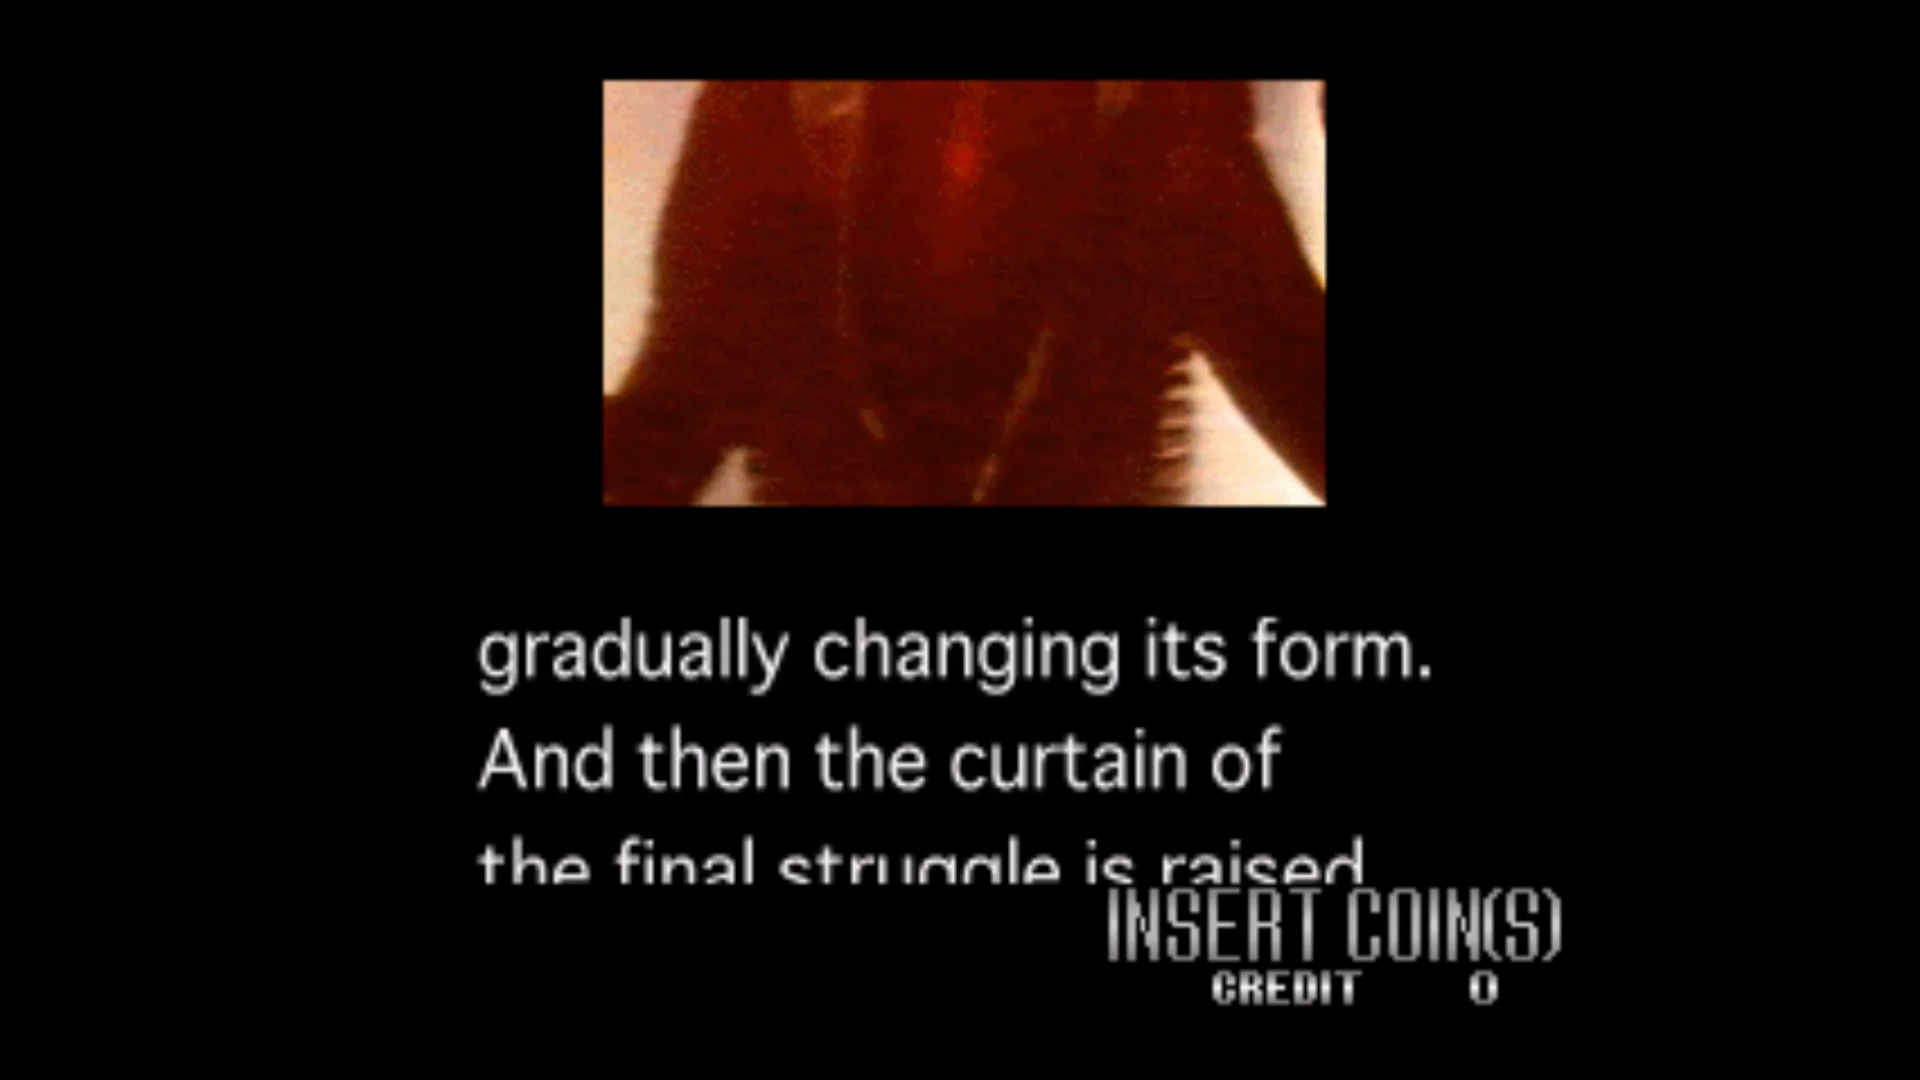 gradually changing its form.
And then the curtain of
the final struggle is raised
INSERT COIN(S)
CREDIT 0